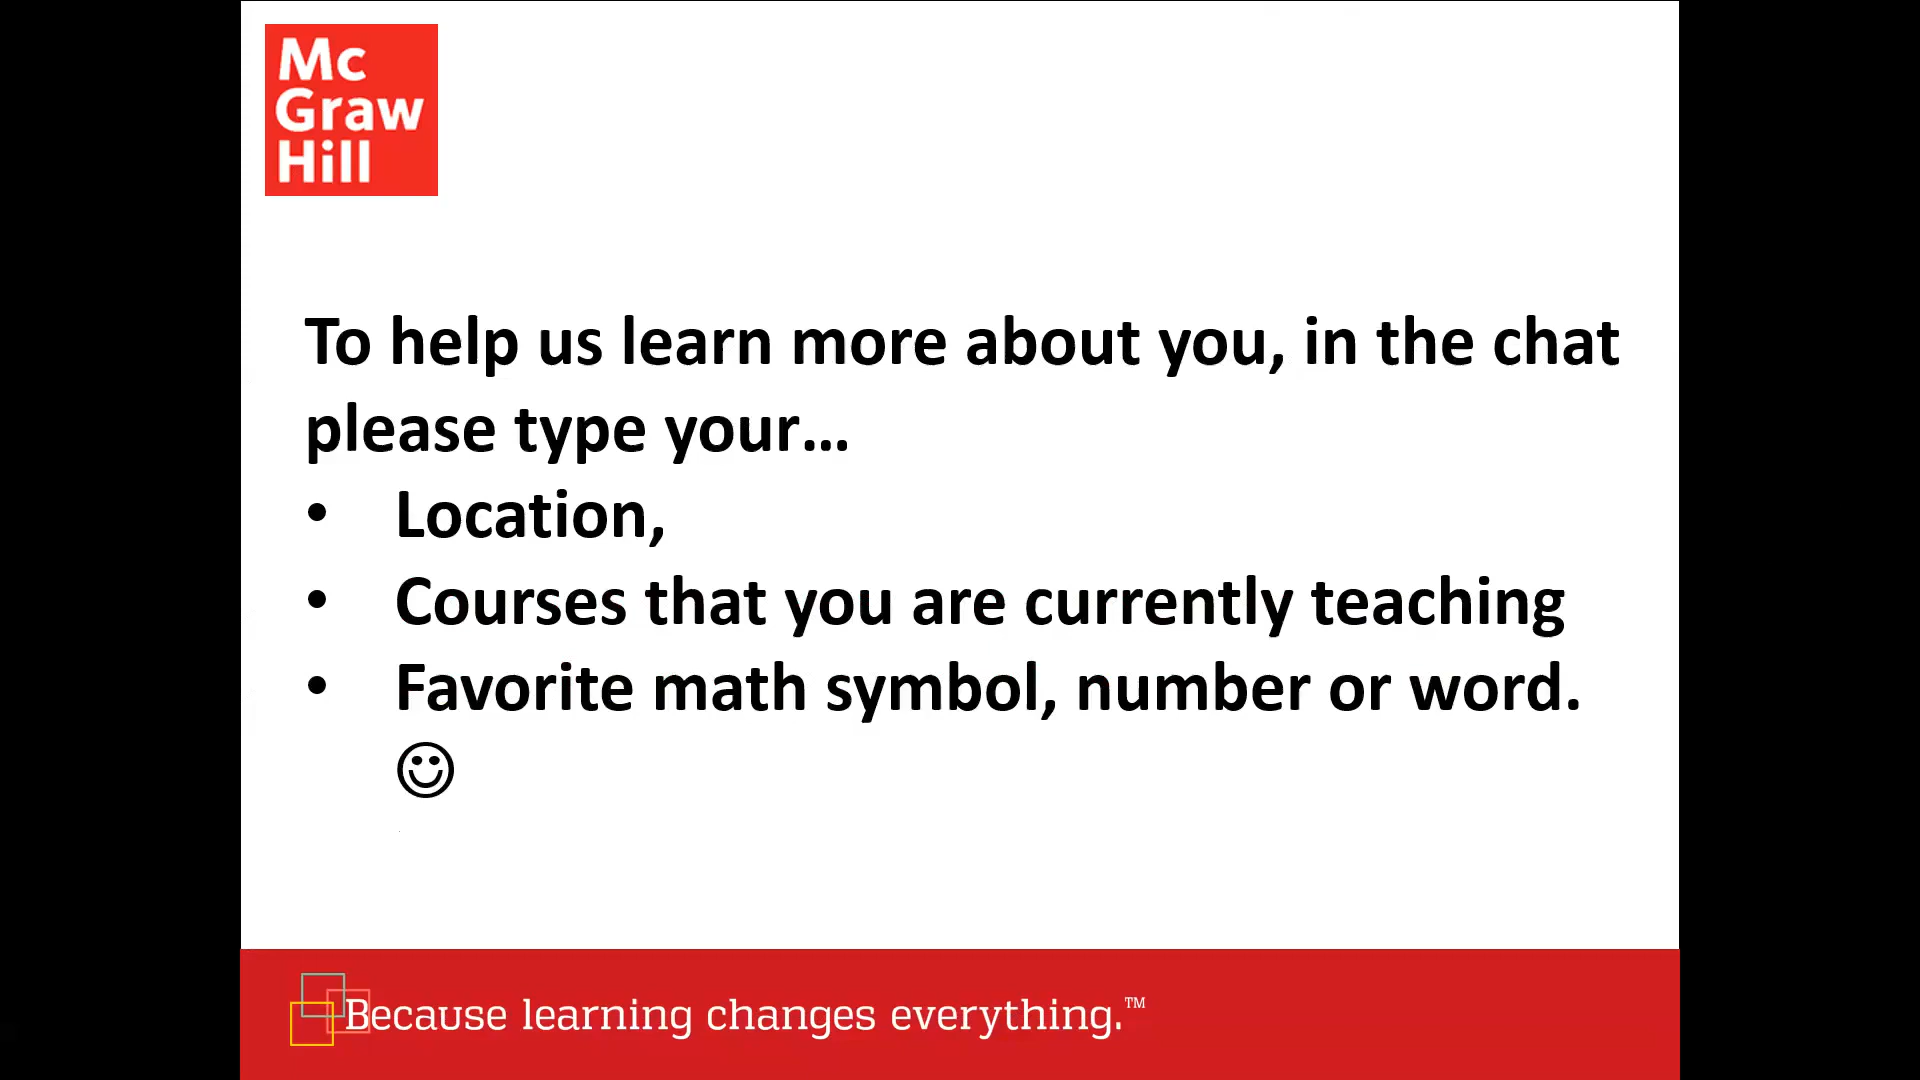 Mc
Graw
Hill
To help us learn more about you, in the chat
please type your…
• Location,
• Courses that you are currently teaching
• Favorite math symbol, number or word.
☺
Because learning changes everything.™